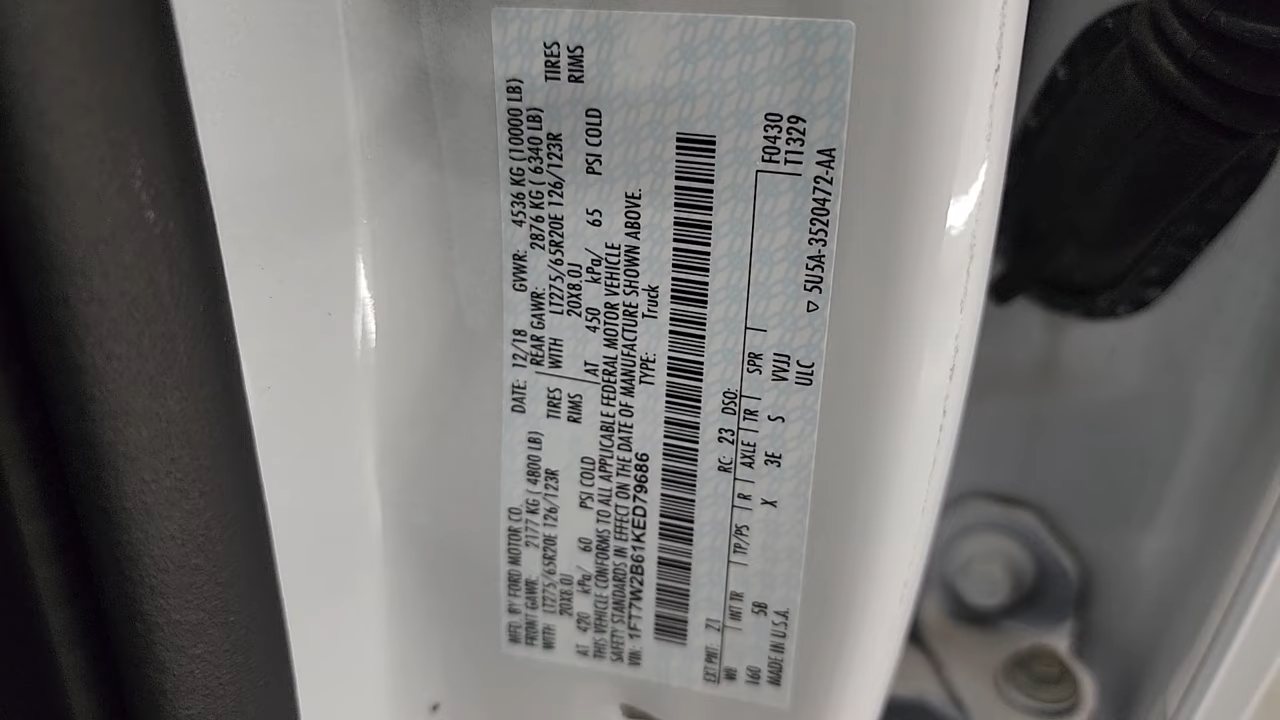 MFD. BY FORD MOTOR CO. DATE: 12/18 GVWR: 4536 KG (10000 LB)
FRONT GAWR: 2177 KG ( 4800 LB) REAR GAWR: 2876 KG ( 6340 LB)
WITH LT275/65R20E 126/123R TIRES WITH LT275/65R20E 126/123R TIRES
20X8.0J RIMS 20X8.0J RIMS
AT 420 kPa/ 60 PSI COLD AT 450 kPa/ 65 PSI COLD
THIS VEHICLE CONFORMS TO ALL APPLICABLE FEDERAL MOTOR VEHICLE
SAFETY STANDARDS IN EFFECT ON THE DATE OF MANUFACTURE SHOWN ABOVE.
VIN: 1FT7W2B61KED79686 TYPE: Truck
EXT PNT: Z1 RC: 23 DSO: F0430
WB INT TR TP/PS R AXLE TR SPR T1329
160 5B X 3E S VVJJ
MADE IN U.S.A. ULC
▽ 5U5A-3520472-AA